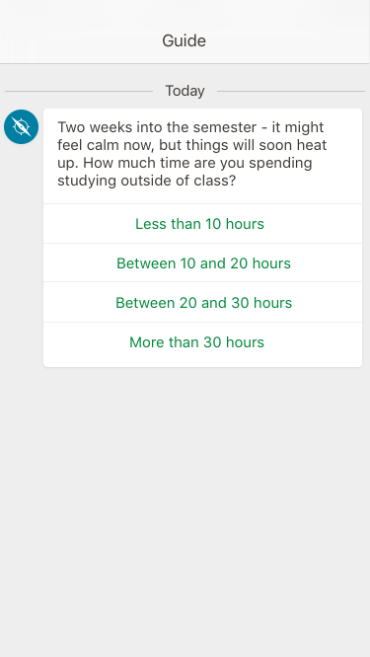 Guide
Today
Two weeks into the semester - it might
feel calm now, but things will soon heat
up. How much time are you spending
studying outside of class?
Less than 10 hours
Between 10 and 20 hours
Between 20 and 30 hours
More than 30 hours